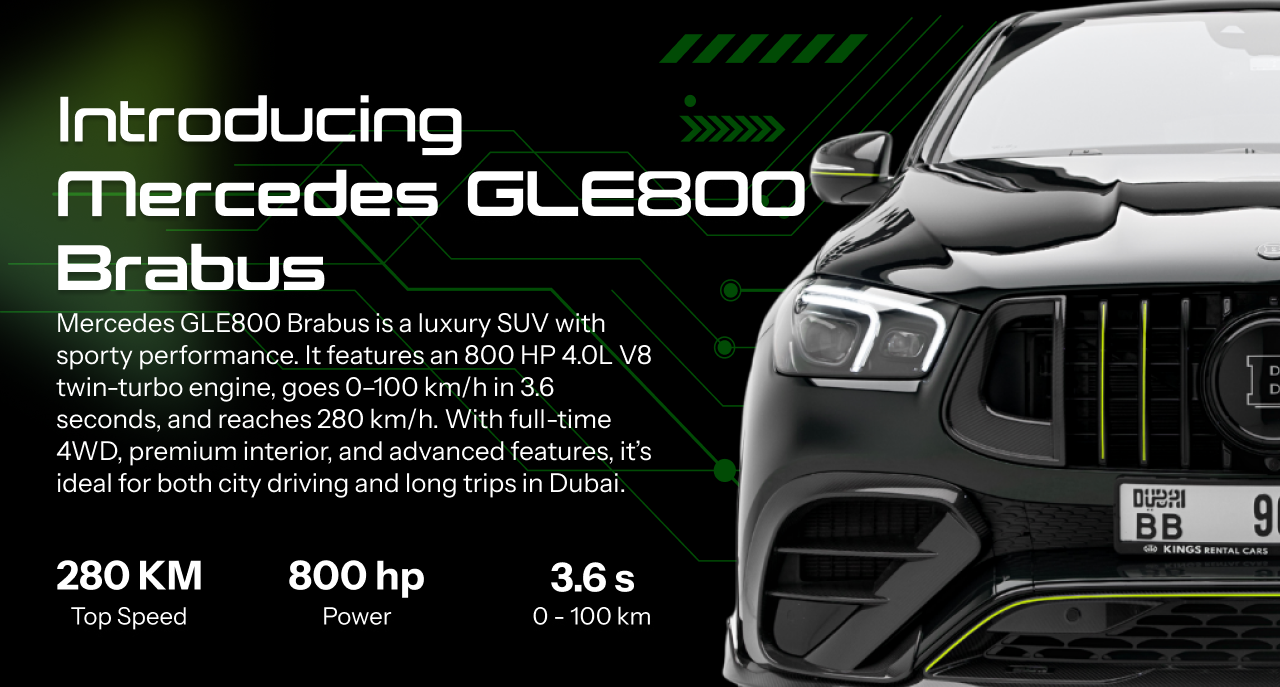 Introducing
Mercedes GLE800
Brabus
Mercedes GLE800 Brabus is a luxury SUV with
sporty performance. It features an 800 HP 4.0L V8
twin-turbo engine, goes 0–100 km/h in 3.6
seconds, and reaches 280 km/h. With full-time
4WD, premium interior, and advanced features, it’s
ideal for both city driving and long trips in Dubai.
280 KM
Top Speed
800 hp
Power
3.6 s
0 - 100 km
DUBAI
BB
KINGS RENTAL CARS